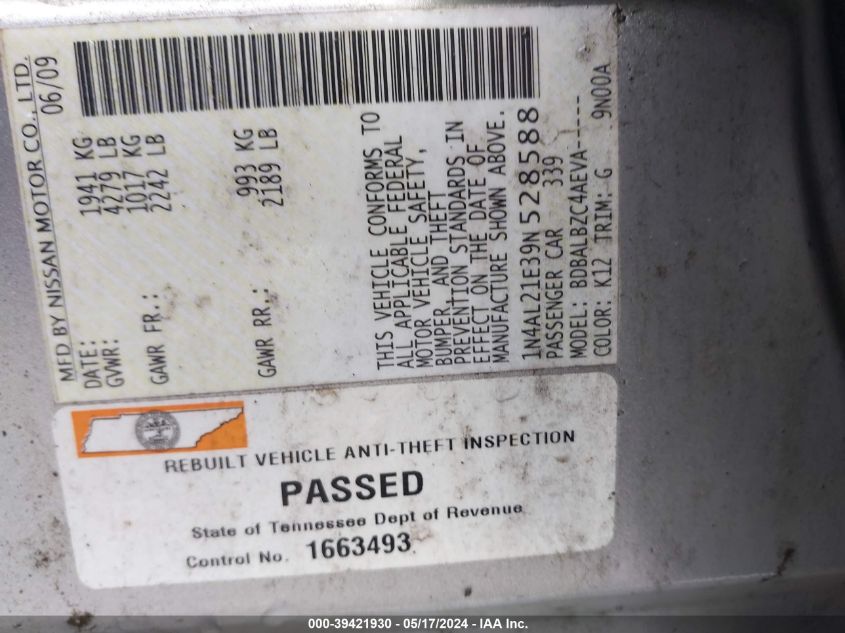 MFD BY NISSAN MOTOR CO., LTD.
DATE: 06/09
GVWR: 1941 KG
4279 LB
GAWR FR.: 1017 KG
2242 LB
GAWR RR.: 993 KG
2189 LB
THIS VEHICLE CONFORMS TO
ALL APPLICABLE FEDERAL
MOTOR VEHICLE SAFETY,
BUMPER AND THEFT
PREVENTION STANDARDS IN
EFFECT ON THE DATE OF
MANUFACTURE SHOWN ABOVE.
1N4AL21E39N528588
PASSENGER CAR 339
MODEL: BDBALBZC4AEVA-----
COLOR: K12 TRIM: G 9N00A
REBUILT VEHICLE ANTI-THEFT INSPECTION
PASSED
State of Tennessee Dept of Revenue
Control No. 1663493
000-39421930 - 05/17/2024 - IAA Inc.